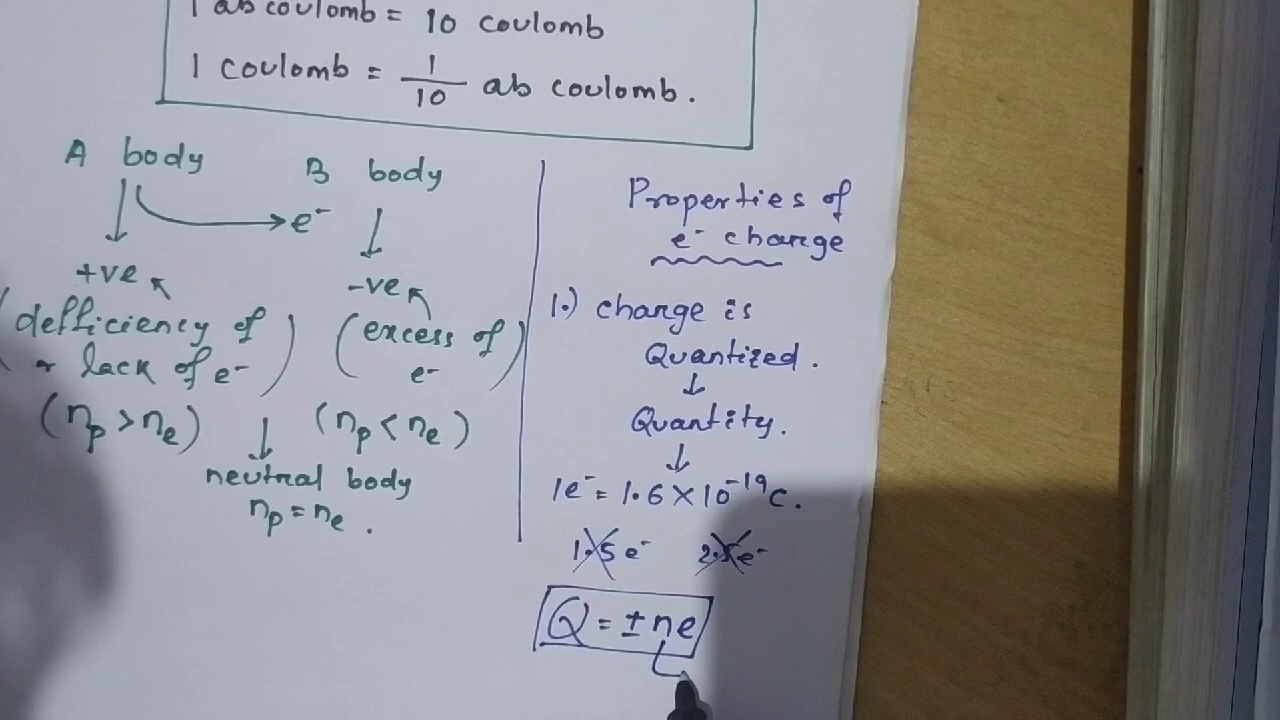 1 ab coulomb = 10 coulomb
1 coulomb = 1/10 ab coulomb.
A body
B body
e⁻
+ve
-ve
(defficiency of
or lack of e⁻)
(excess of
e⁻)
(np > ne)
(np < ne)
neutral body
np = ne.
Properties of
e⁻ charge
1.) charge is
Quantized.
Quantity.
1e⁻ = 1.6 × 10⁻¹⁹ C.
1.5 e⁻ 2.5 e⁻
Q = ± ne